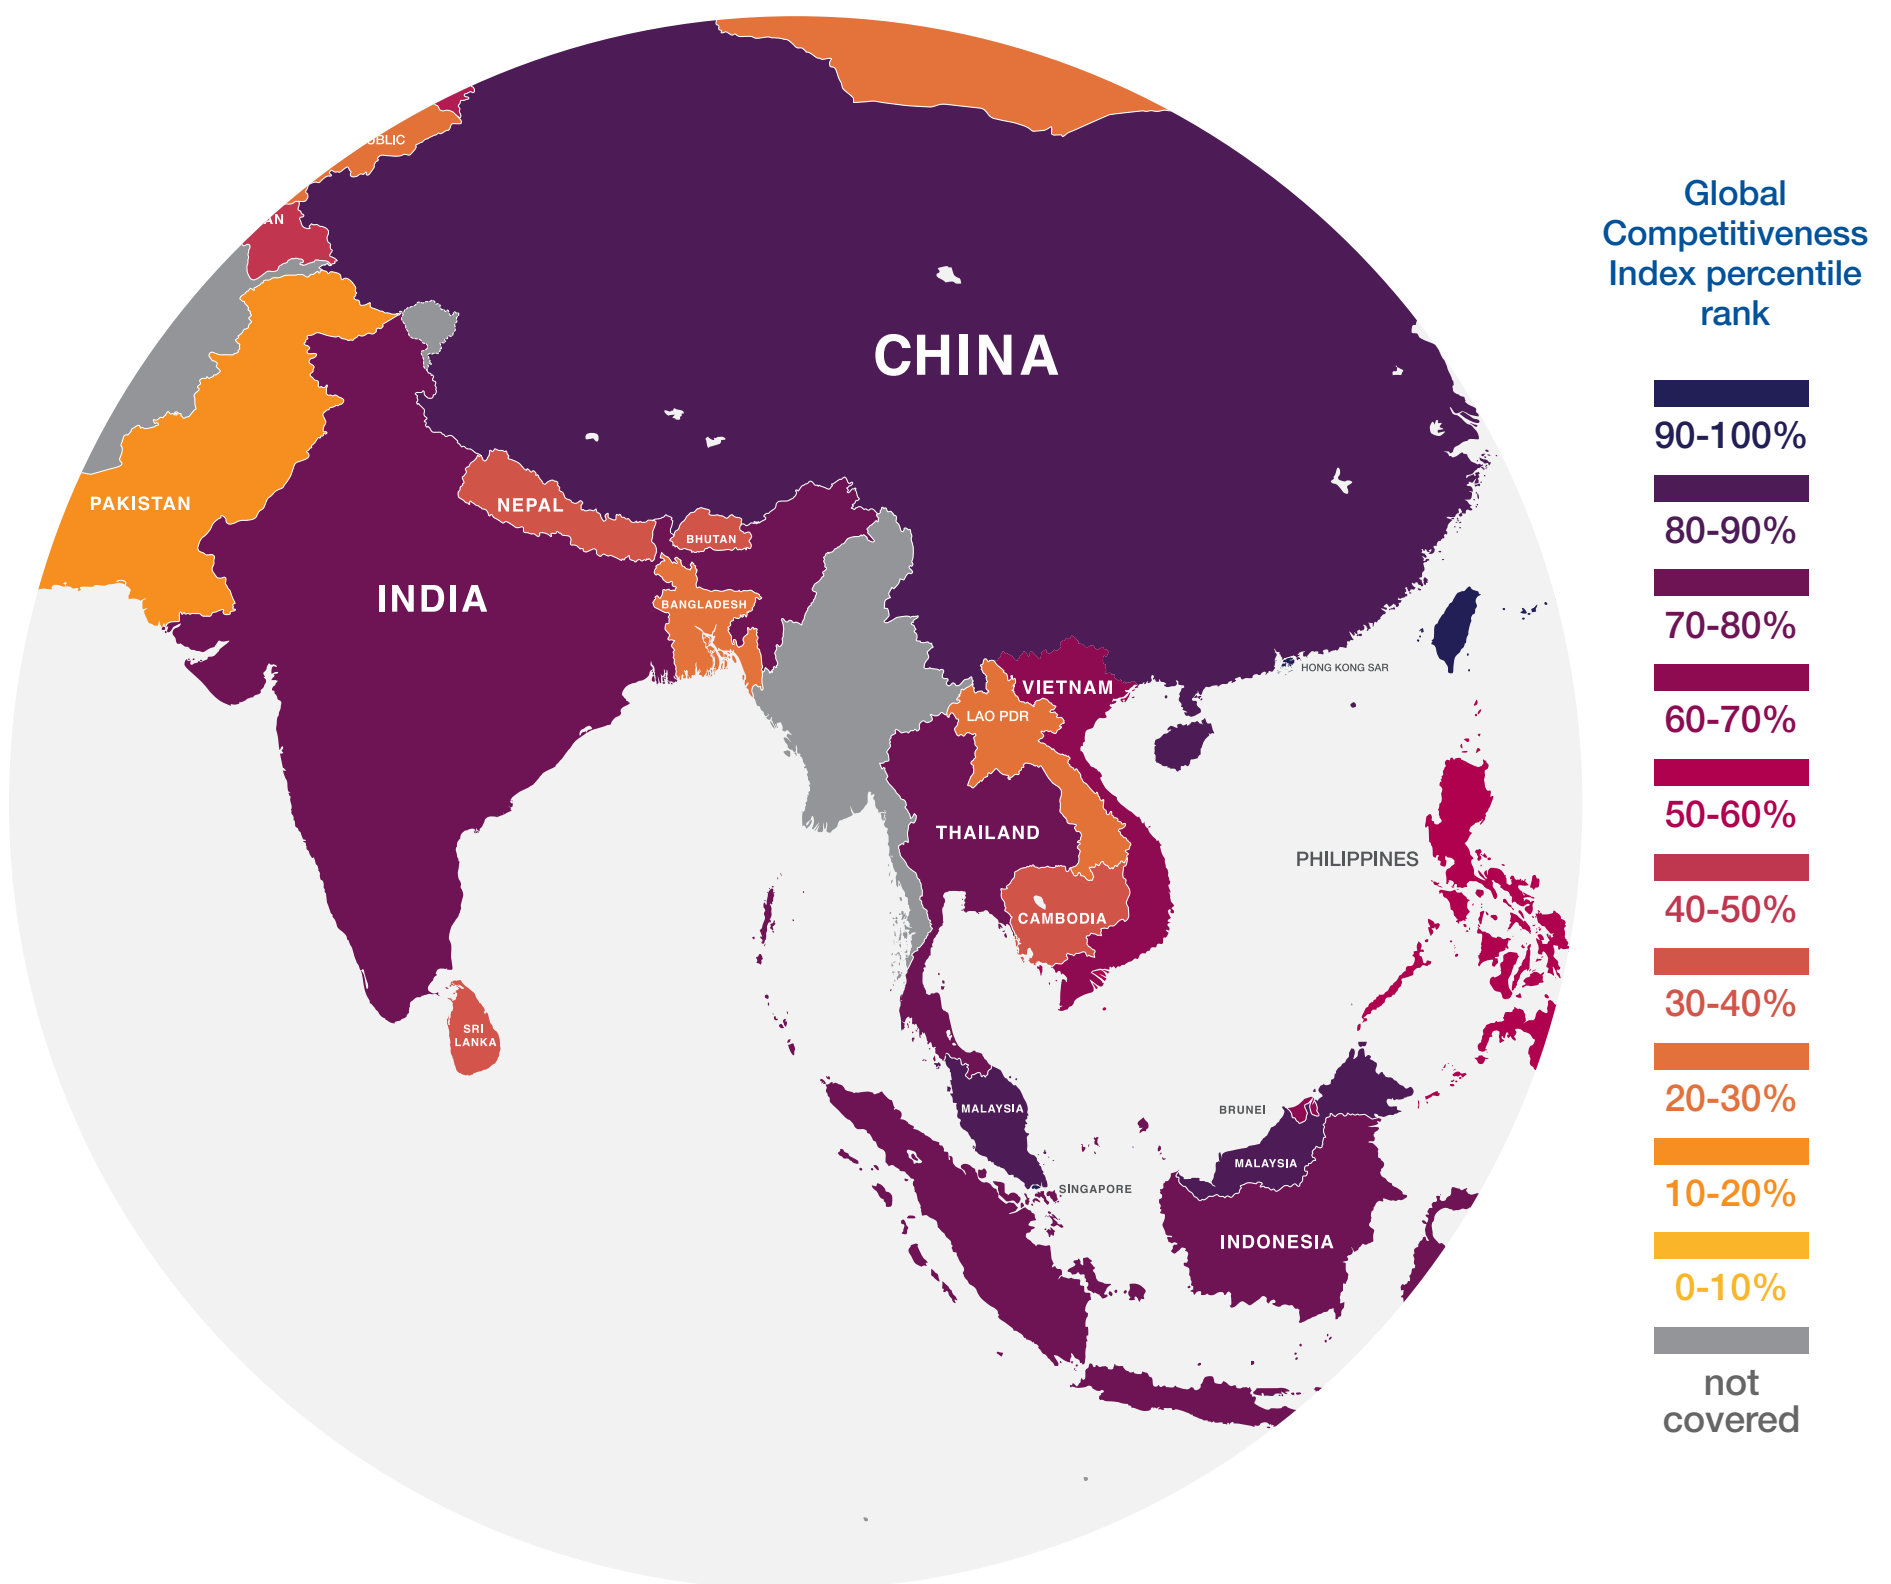 UBLIC
AN
CHINA
PAKISTAN
NEPAL
BHUTAN
INDIA
BANGLADESH
HONG KONG SAR
VIETNAM
LAO PDR
THAILAND
PHILIPPINES
CAMBODIA
SRI
LANKA
MALAYSIA
BRUNEI
MALAYSIA
SINGAPORE
INDONESIA
Global
Competitiveness
Index percentile
rank
90-100%
80-90%
70-80%
60-70%
50-60%
40-50%
30-40%
20-30%
10-20%
0-10%
not
covered